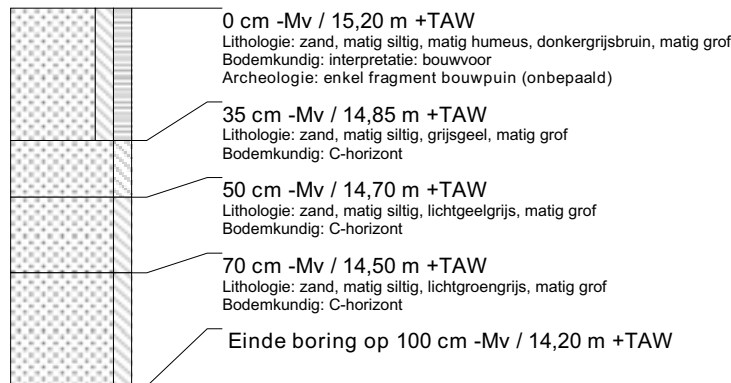 0 cm -Mv / 15,20 m +TAW
Lithologie: zand, matig siltig, matig humeus, donkergrijsbruin, matig grof
Bodemkundig: interpretatie: bouwvoor
Archeologie: enkel fragment bouwpuin (onbepaald)
35 cm -Mv / 14,85 m +TAW
Lithologie: zand, matig siltig, grijsgeel, matig grof
Bodemkundig: C-horizont
50 cm -Mv / 14,70 m +TAW
Lithologie: zand, matig siltig, lichtgeelgrijs, matig grof
Bodemkundig: C-horizont
70 cm -Mv / 14,50 m +TAW
Lithologie: zand, matig siltig, lichtgroengrijs, matig grof
Bodemkundig: C-horizont
Einde boring op 100 cm -Mv / 14,20 m +TAW